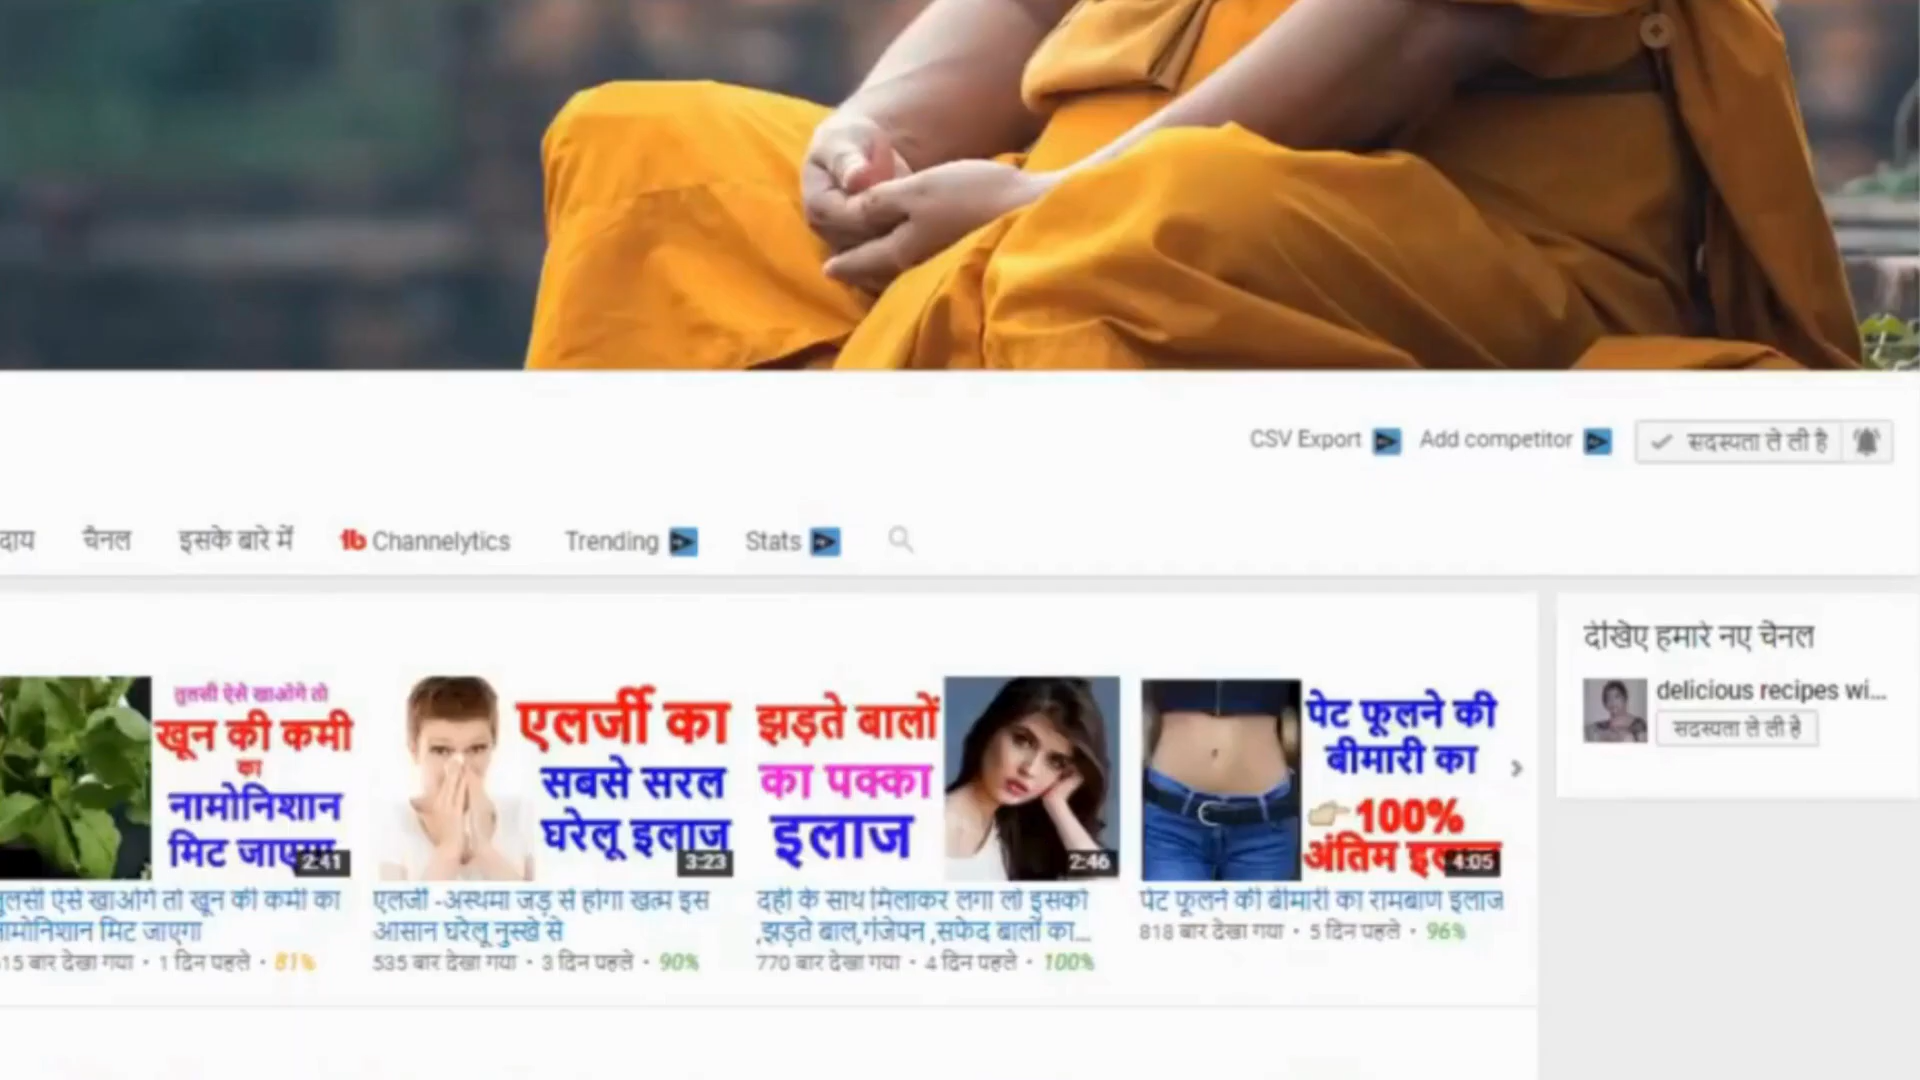 CSV Export Add competitor सदस्यता ले ली है
दाय चैनल इसके बारे में Channelytics Trending Stats
देखिए हमारे नए चैनल
delicious recipes wi...
सदस्यता ले ली है
तुलसी ऐसे खाओगे तो
खून की कमी
का
नामोनिशान
मिट जाएगा
2:41
तुलसी ऐसे खाओगे तो खून की कमी का
नामोनिशान मिट जाएगा
15 बार देखा गया • 1 दिन पहले • 81%
एलर्जी का
सबसे सरल
घरेलू इलाज
3:23
एलर्जी -अस्थमा जड़ से होगा खत्म इस
आसान घरेलू नुस्खे से
535 बार देखा गया • 3 दिन पहले • 90%
झड़ते बालों
का पक्का
इलाज
2:46
दही के साथ मिलाकर लगा लो इसको
,झड़ते बाल,गंजेपन ,सफेद बालों का...
770 बार देखा गया • 4 दिन पहले • 100%
पेट फूलने की
बीमारी का
100%
अंतिम इलाज
4:05
पेट फूलने की बीमारी का रामबाण इलाज
818 बार देखा गया • 5 दिन पहले • 96%